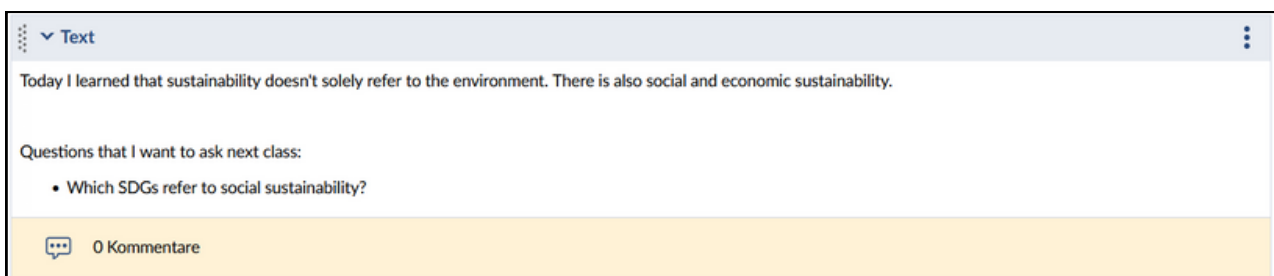 Text
Today I learned that sustainability doesn't solely refer to the environment. There is also social and economic sustainability.
Questions that I want to ask next class:
• Which SDGs refer to social sustainability?
0 Kommentare